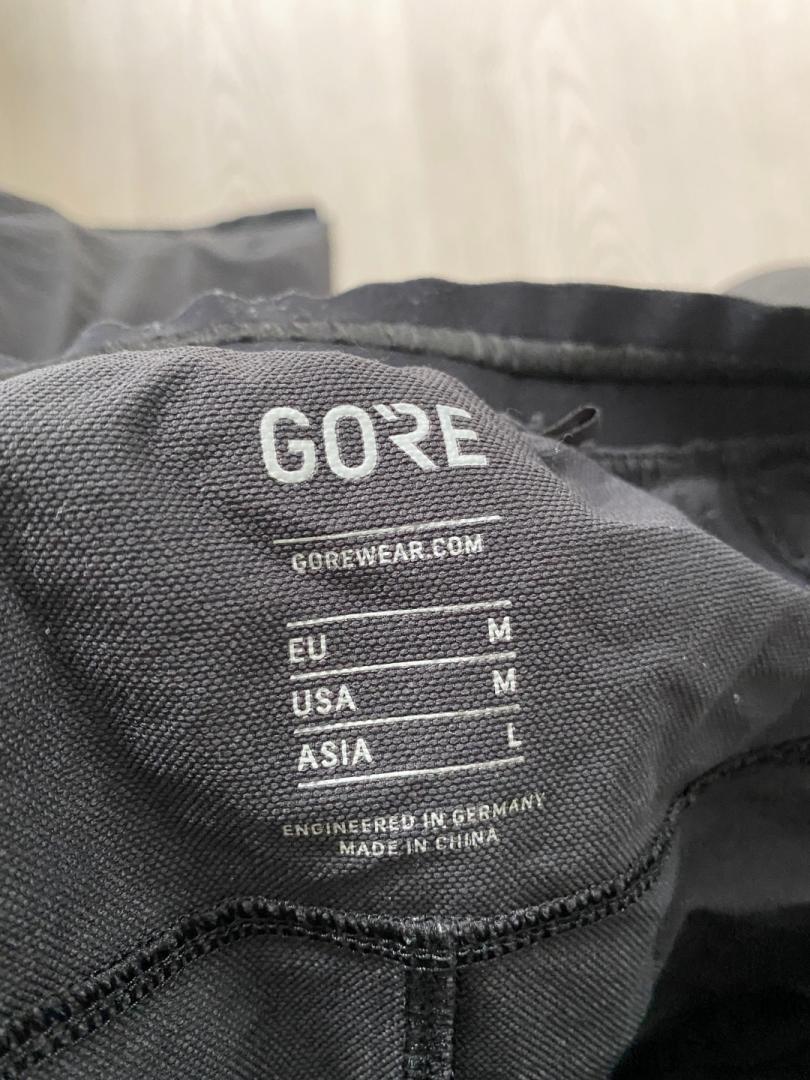 GORE
GOREWEAR.COM
EU M
USA M
ASIA L
ENGINEERED IN GERMANY
MADE IN CHINA